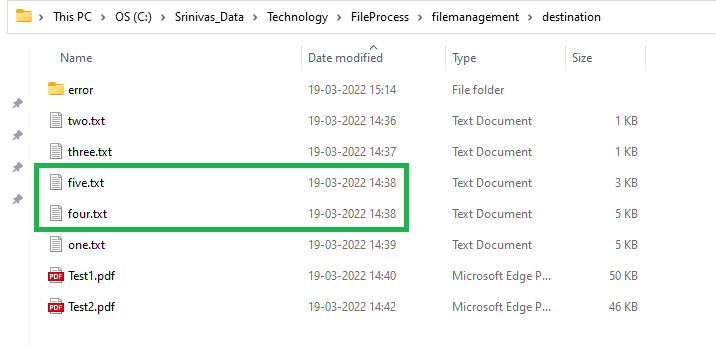 This PC > OS (C:) > Srinivas_Data > Technology > FileProcess > filemanagement > destination
Name Date modified Type Size
error 19-03-2022 15:14 File folder
two.txt 19-03-2022 14:36 Text Document 1 KB
three.txt 19-03-2022 14:37 Text Document 1 KB
five.txt 19-03-2022 14:38 Text Document 3 KB
four.txt 19-03-2022 14:38 Text Document 5 KB
one.txt 19-03-2022 14:39 Text Document 5 KB
PDF Test1.pdf 19-03-2022 14:40 Microsoft Edge P... 50 KB
PDF Test2.pdf 19-03-2022 14:42 Microsoft Edge P... 46 KB